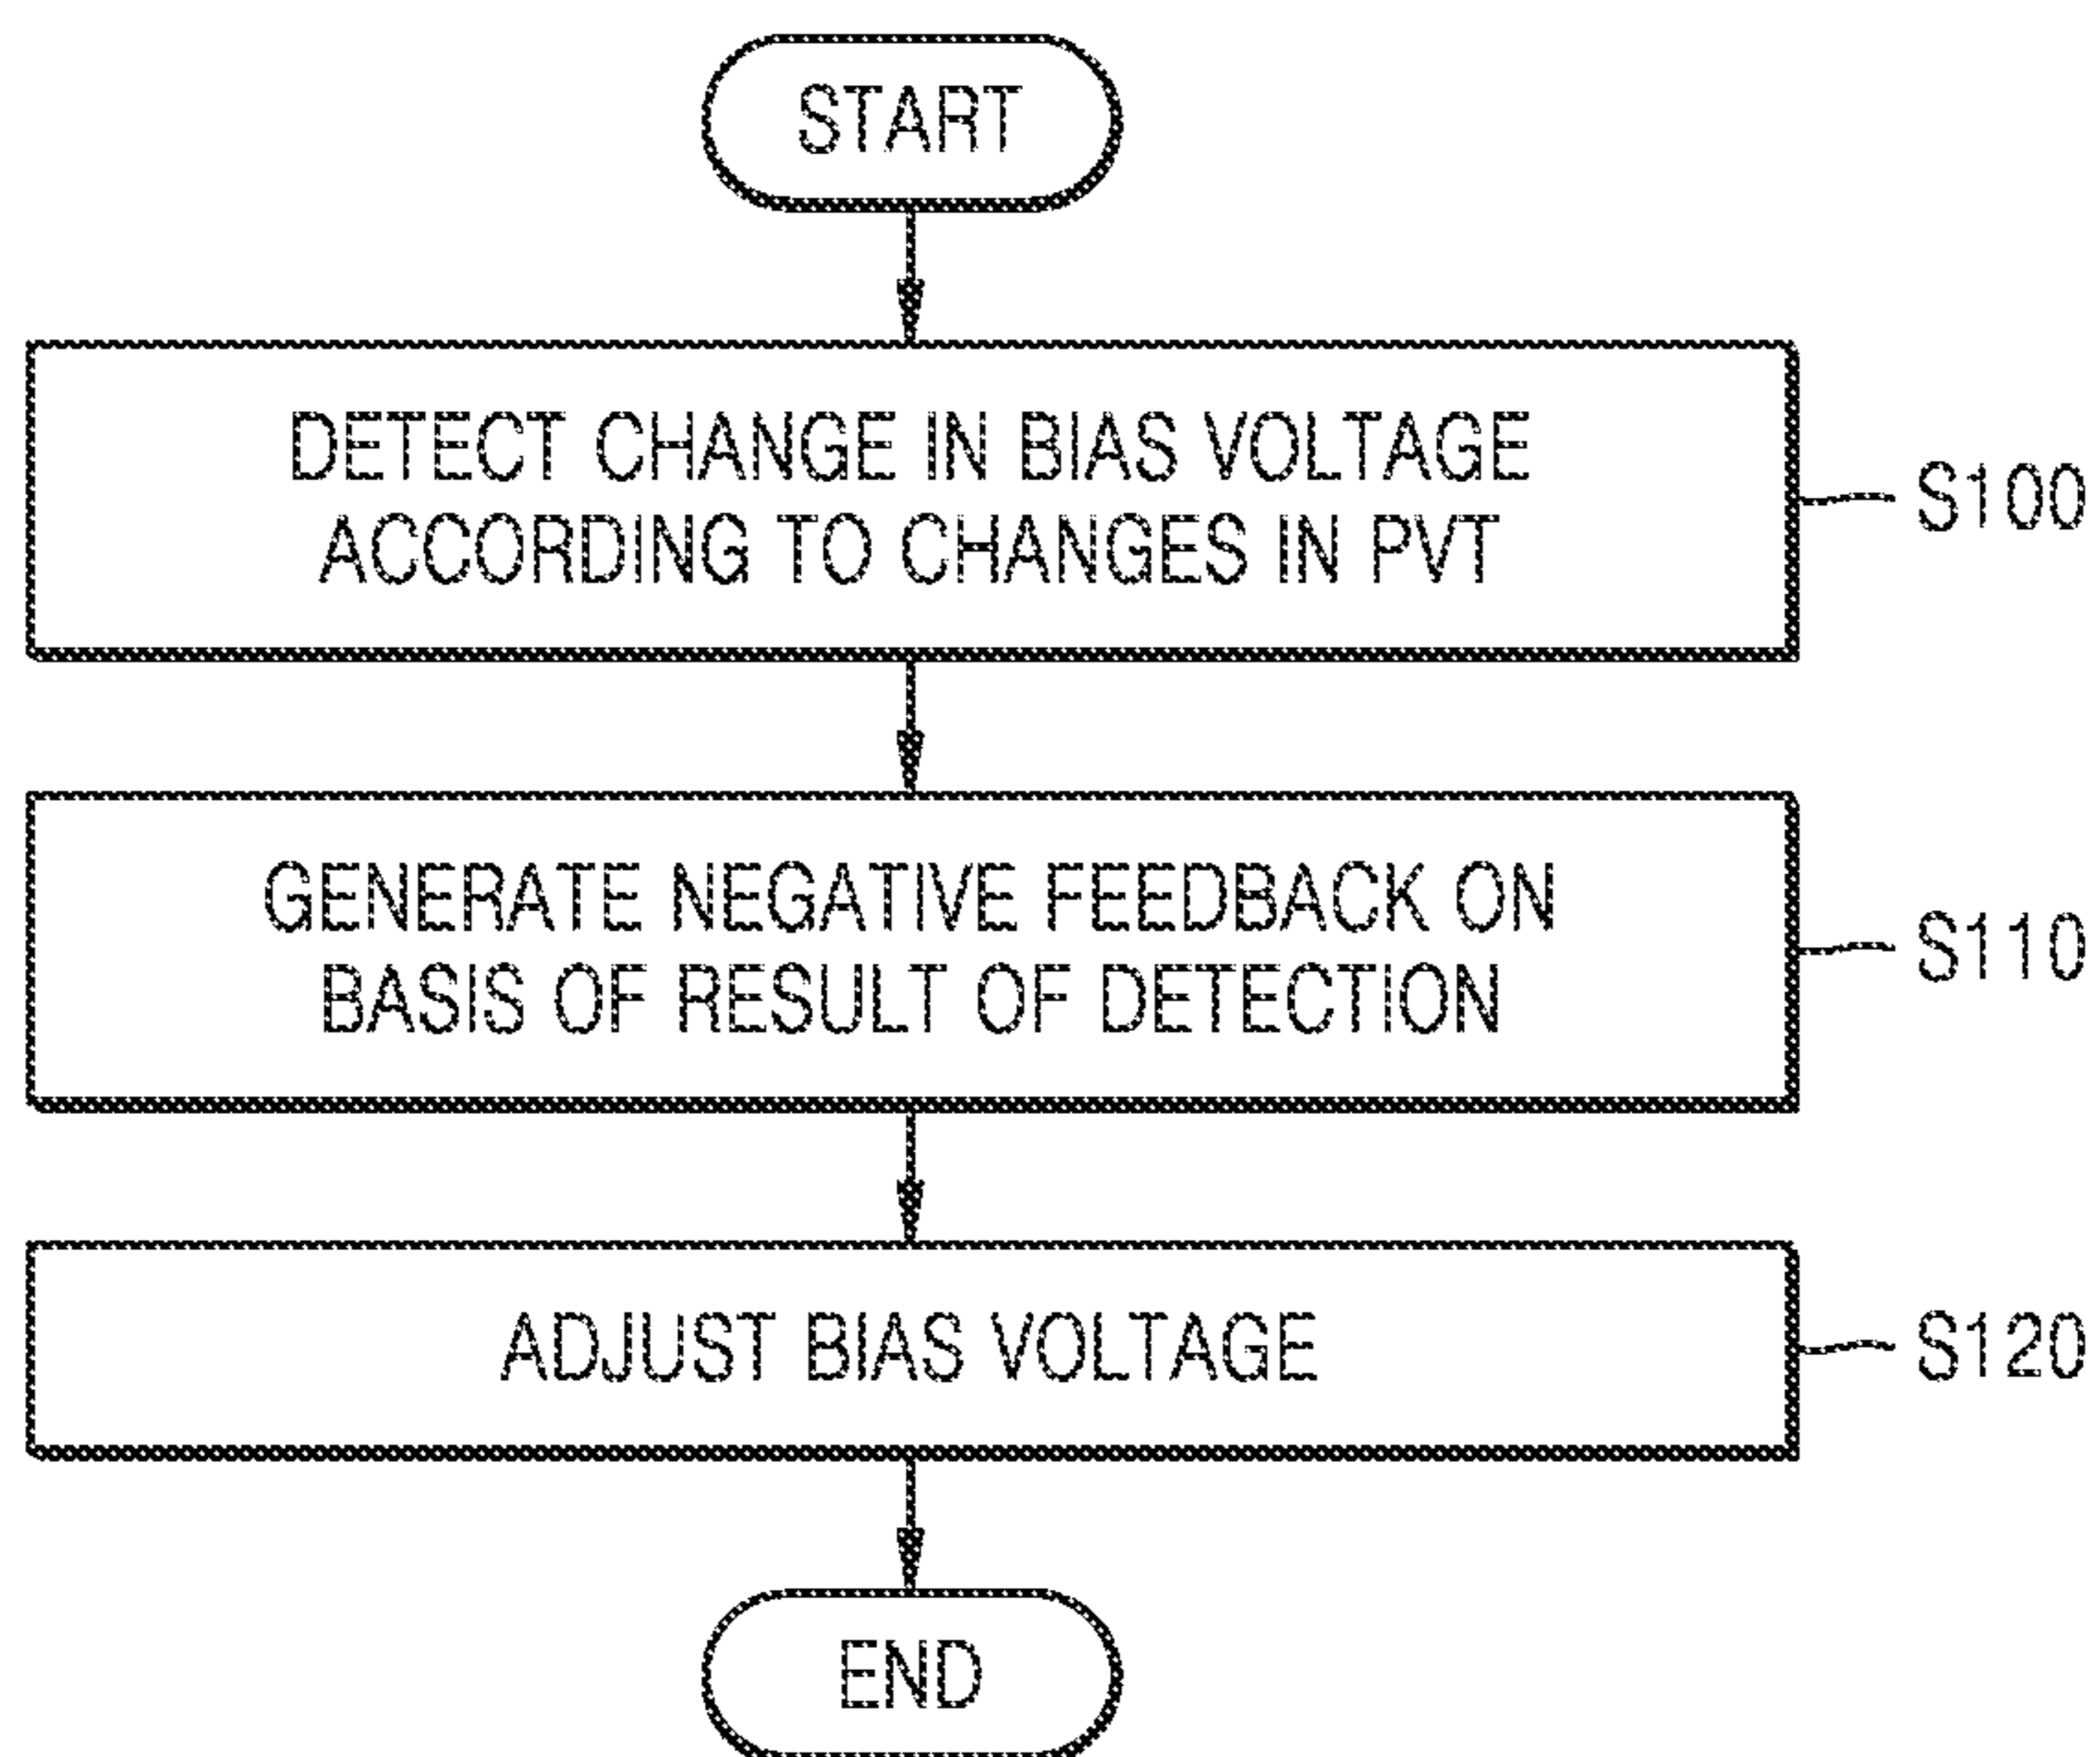 START
DETECT CHANGE IN BIAS VOLTAGE
ACCORDING TO CHANGES IN PVT
S100
GENERATE NEGATIVE FEEDBACK ON
BASIS OF RESULT OF DETECTION
S110
ADJUST BIAS VOLTAGE
S120
END